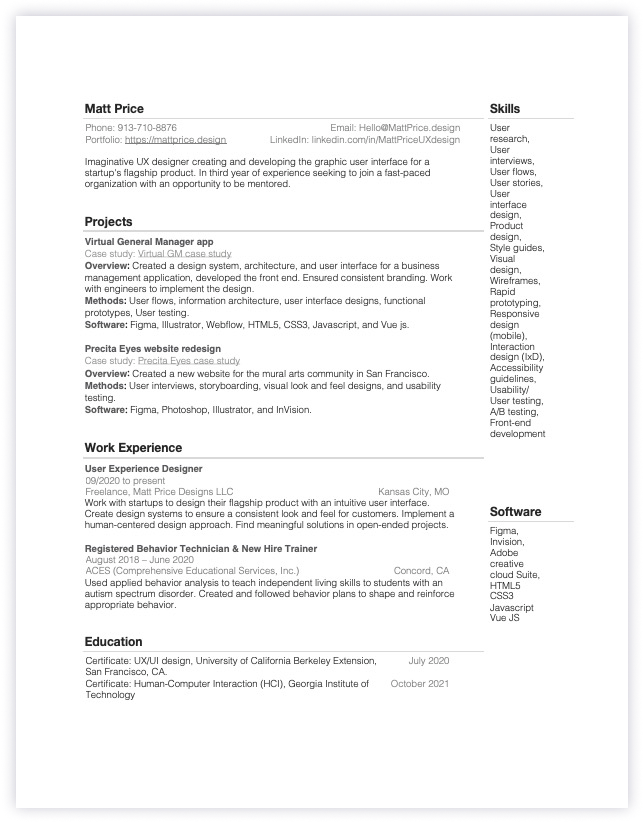 Matt Price
Phone: 913-710-8876
Email: Hello@MattPrice.design
Portfolio: https://mattprice.design
LinkedIn: linkedin.com/in/MattPriceUXdesign
Imaginative UX designer creating and developing the graphic user interface for a
startup's flagship product. In third year of experience seeking to join a fast-paced
organization with an opportunity to be mentored.
Projects
Virtual General Manager app
Case study: Virtual GM case study
Overview: Created a design system, architecture, and user interface for a business
management application, developed the front end. Ensured consistent branding. Work
with engineers to implement the design.
Methods: User flows, information architecture, user interface designs, functional
prototypes, User testing.
Software: Figma, Illustrator, Webflow, HTML5, CSS3, Javascript, and Vue js.
Precita Eyes website redesign
Case study: Precita Eyes case study
Overview: Created a new website for the mural arts community in San Francisco.
Methods: User interviews, storyboarding, visual look and feel designs, and usability
testing.
Software: Figma, Photoshop, Illustrator, and InVision.
Work Experience
User Experience Designer
09/2020 to present
Freelance, Matt Price Designs LLC
Kansas City, MO
Work with startups to design their flagship product with an intuitive user interface.
Create design systems to ensure a consistent look and feel for customers. Implement a
human-centered design approach. Find meaningful solutions in open-ended projects.
Registered Behavior Technician & New Hire Trainer
August 2018 – June 2020
ACES (Comprehensive Educational Services, Inc.)
Concord, CA
Used applied behavior analysis to teach independent living skills to students with an
autism spectrum disorder. Created and followed behavior plans to shape and reinforce
appropriate behavior.
Education
Certificate: UX/UI design, University of California Berkeley Extension,
San Francisco, CA.
July 2020
Certificate: Human-Computer Interaction (HCI), Georgia Institute of
Technology
October 2021
Skills
User
research,
User
interviews,
User flows,
User stories,
User
interface
design,
Product
design,
Style guides,
Visual
design,
Wireframes,
Rapid
prototyping,
Responsive
design
(mobile),
Interaction
design (IxD),
Accessibility
guidelines,
Usability/
User testing,
A/B testing,
Front-end
development
Software
Figma,
Invision,
Adobe
creative
cloud Suite,
HTML5
CSS3
Javascript
Vue JS